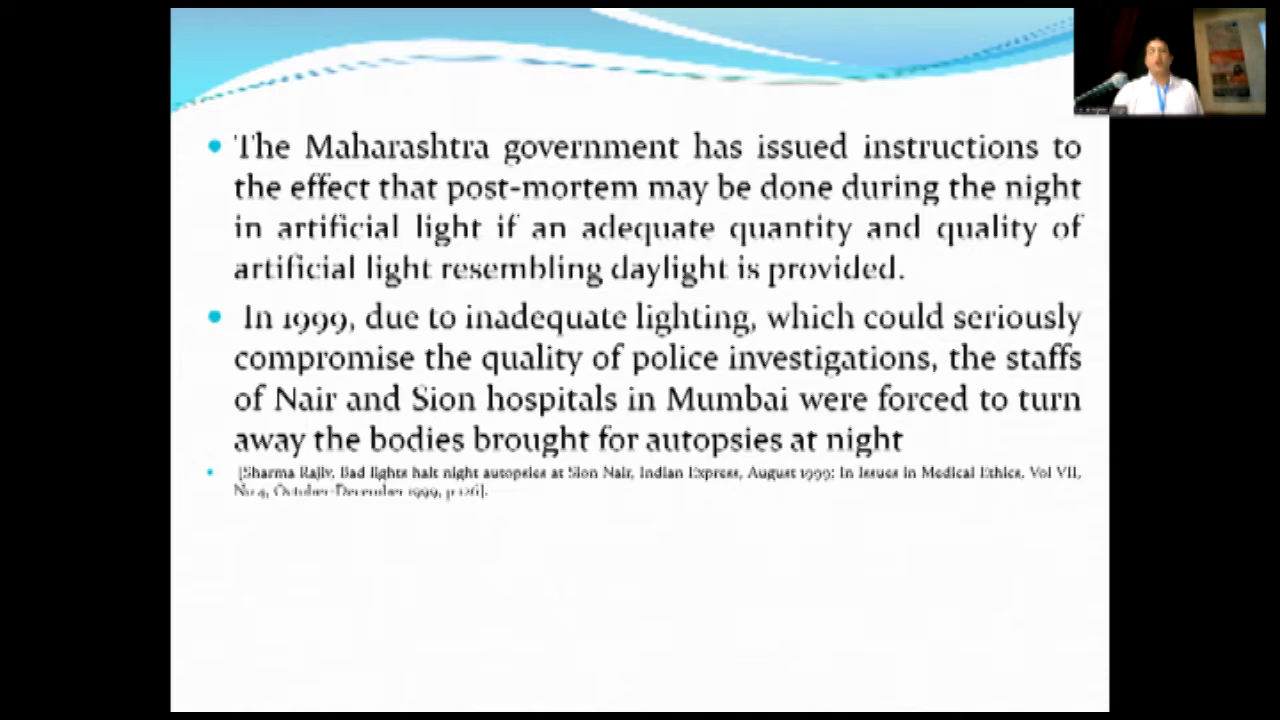 • The Maharashtra government has issued instructions to
the effect that post-mortem may be done during the night
in artificial light if an adequate quantity and quality of
artificial light resembling daylight is provided.
• In 1999, due to inadequate lighting, which could seriously
compromise the quality of police investigations, the staffs
of Nair and Sion hospitals in Mumbai were forced to turn
away the bodies brought for autopsies at night
• [Sharma Rajiv. Bad lights halt night autopsies at Sion Nair, Indian Express, August 1999: In Issues in Medical Ethics, Vol VII,
No 4, October-December 1999, p 126].